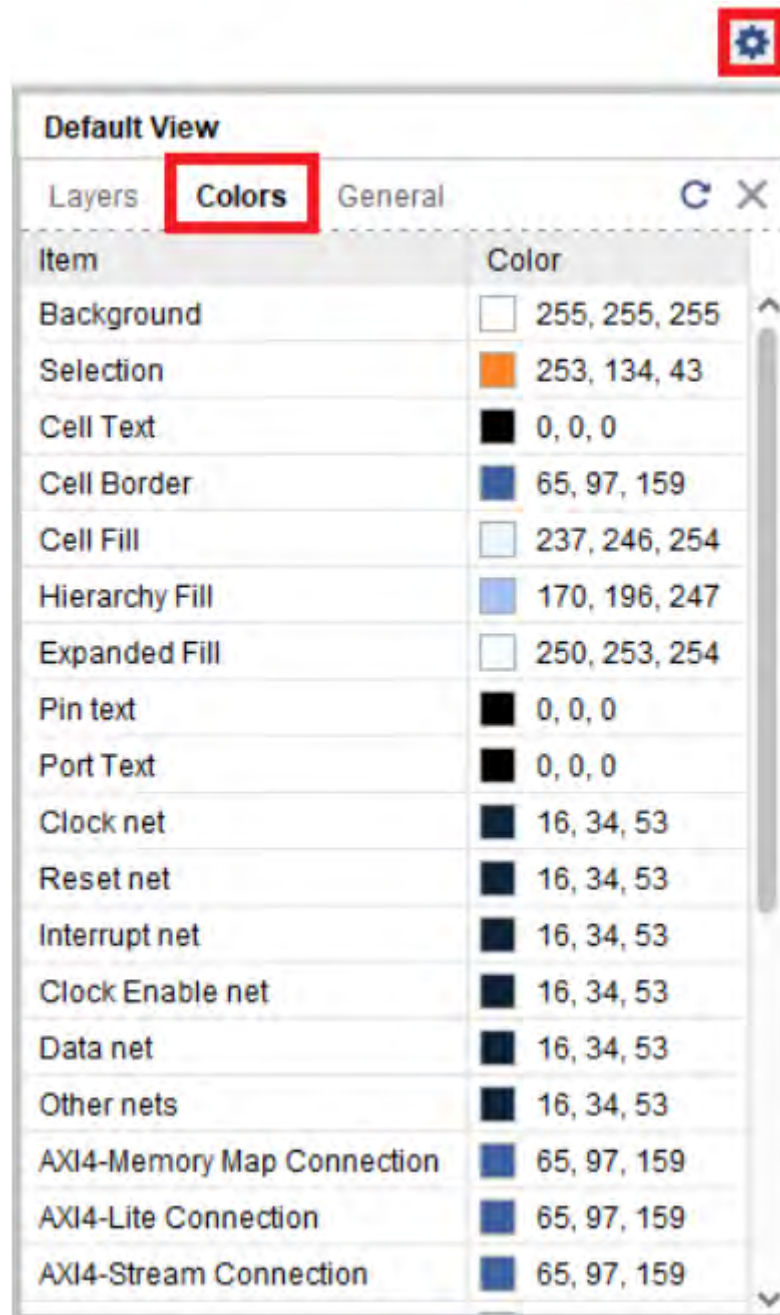 Default View
Layers Colors General
Item Color
Background 255, 255, 255
Selection 253, 134, 43
Cell Text 0, 0, 0
Cell Border 65, 97, 159
Cell Fill 237, 246, 254
Hierarchy Fill 170, 196, 247
Expanded Fill 250, 253, 254
Pin text 0, 0, 0
Port Text 0, 0, 0
Clock net 16, 34, 53
Reset net 16, 34, 53
Interrupt net 16, 34, 53
Clock Enable net 16, 34, 53
Data net 16, 34, 53
Other nets 16, 34, 53
AXI4-Memory Map Connection 65, 97, 159
AXI4-Lite Connection 65, 97, 159
AXI4-Stream Connection 65, 97, 159